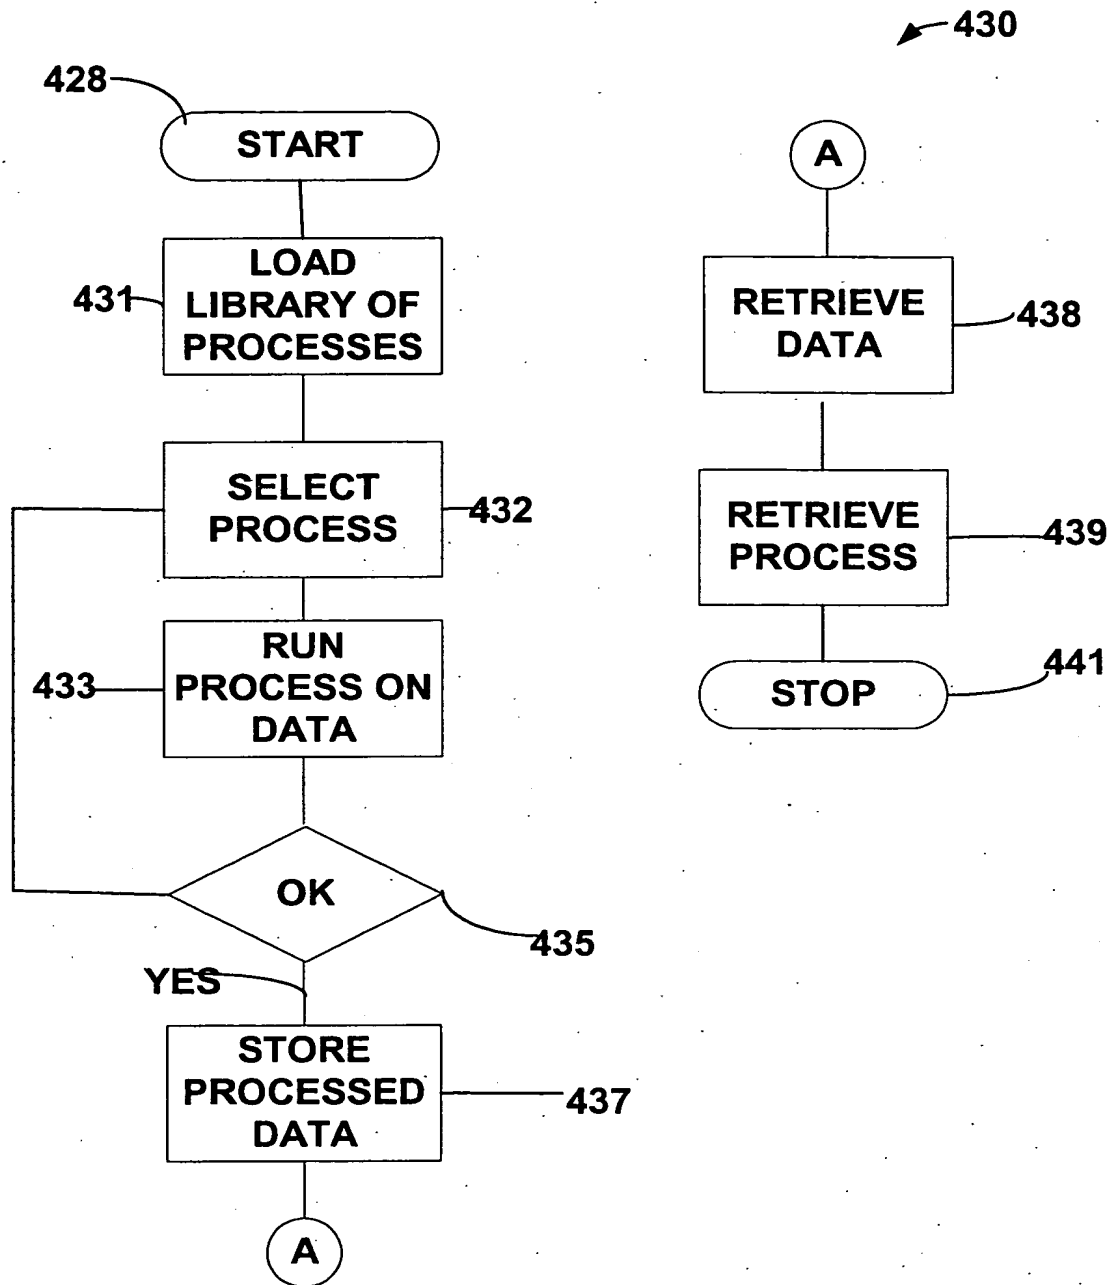 430
428
START
LOAD
LIBRARY OF
PROCESSES
431
SELECT
PROCESS
432
RUN
PROCESS ON
DATA
433
OK
435
YES
STORE
PROCESSED
DATA
437
A
A
RETRIEVE
DATA
438
RETRIEVE
PROCESS
439
STOP
441